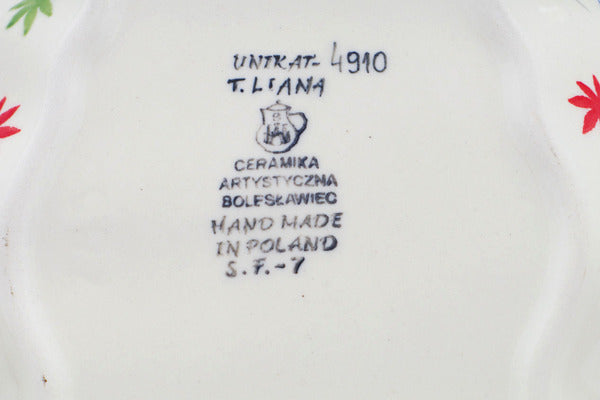 UNIKAT-4910
T. LIANA
CERAMIKA
ARTYSTYCZNA
BOLESŁAWIEC
HAND MADE
IN POLAND
S.F.-7